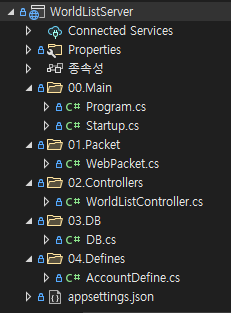 WorldListServer
Connected Services
Properties
종속성
00.Main
C# Program.cs
C# Startup.cs
01.Packet
C# WebPacket.cs
02.Controllers
C# WorldListController.cs
03.DB
C# DB.cs
04.Defines
C# AccountDefine.cs
appsettings.json